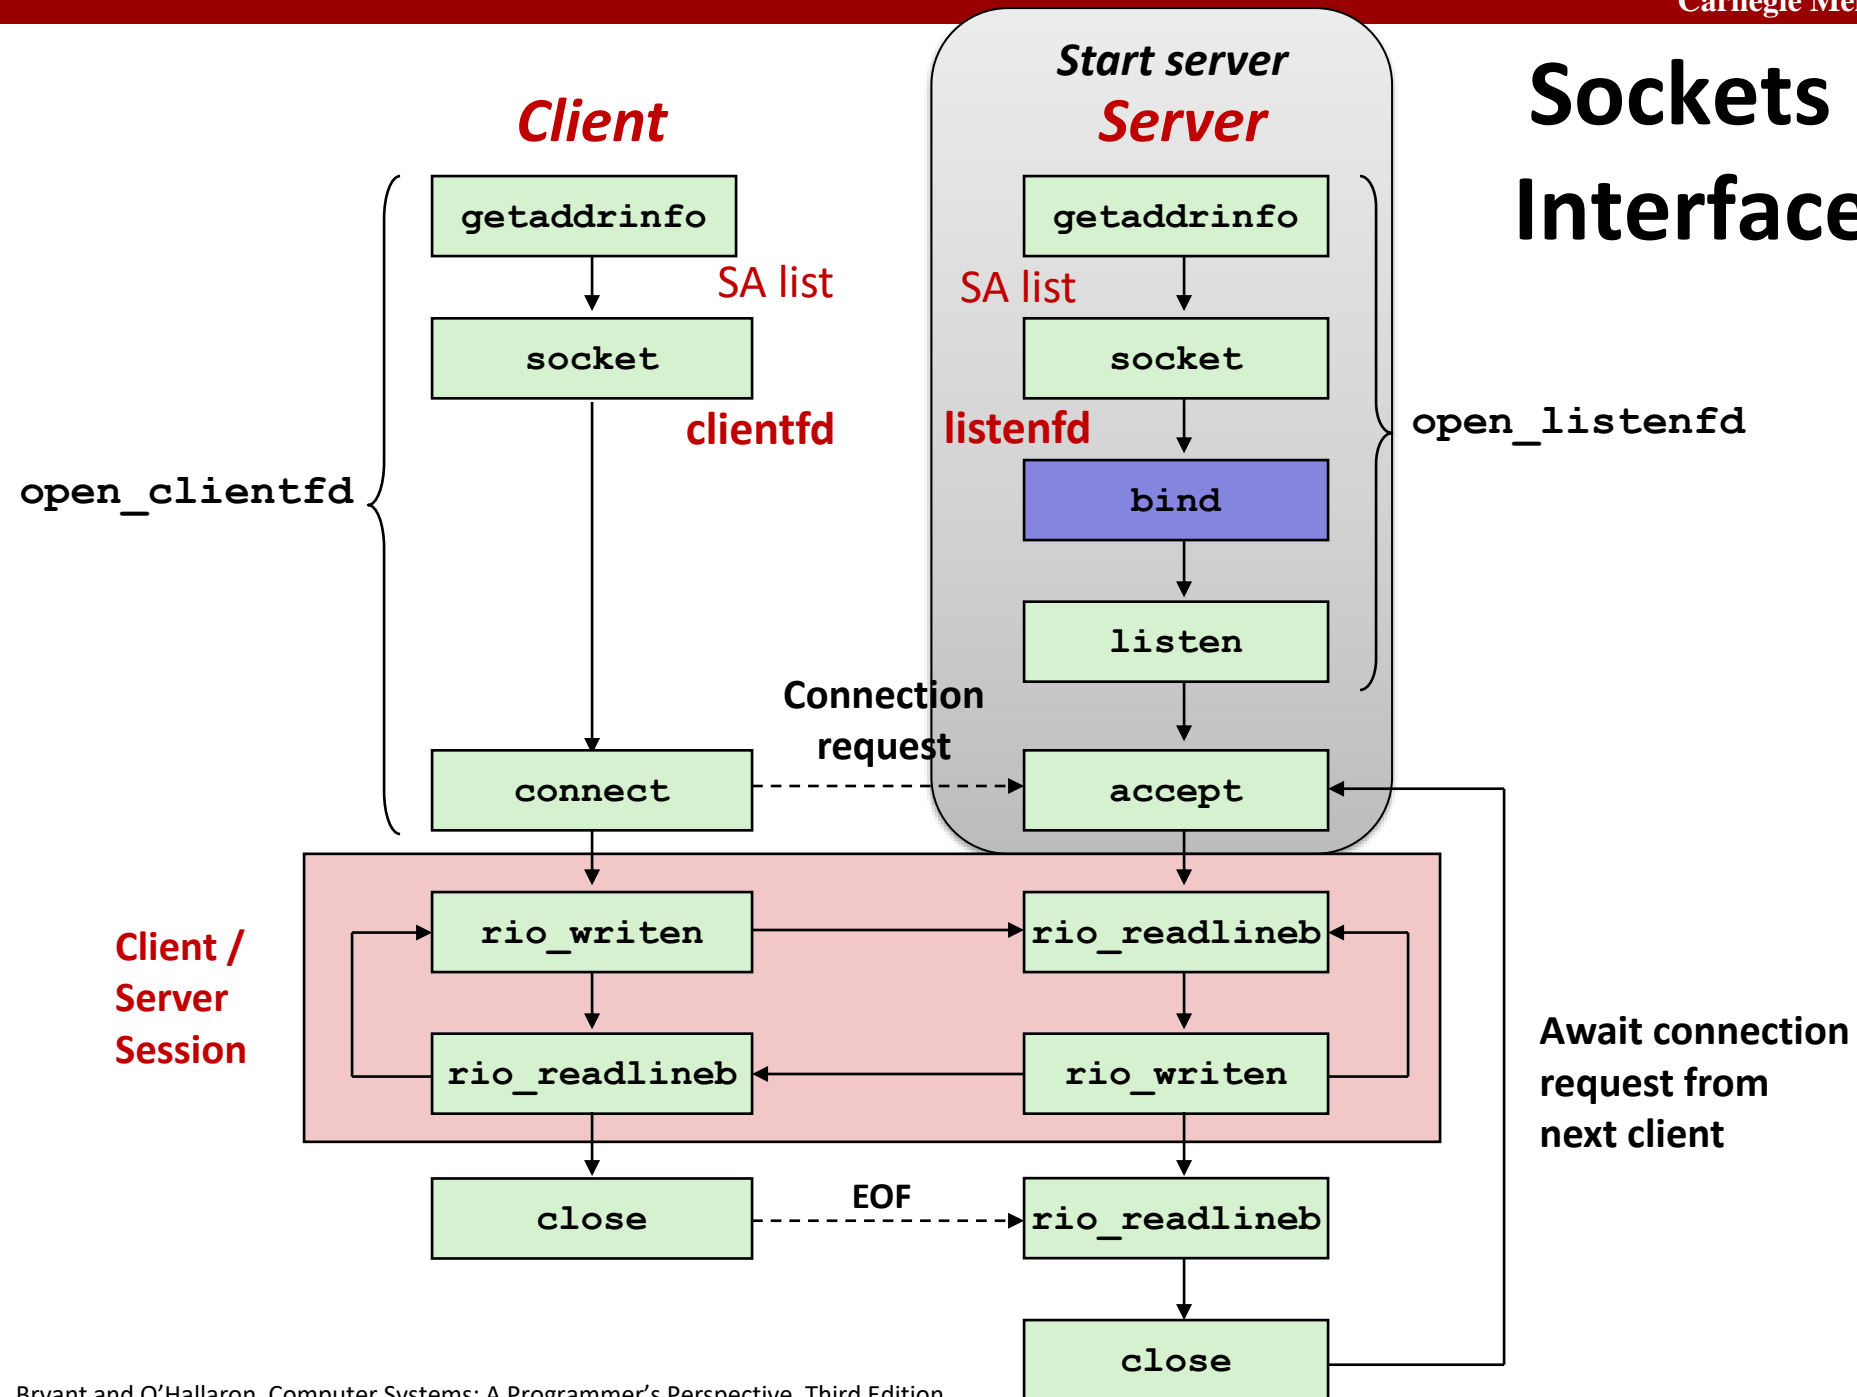 Start server
Client
Server
Sockets
Interface
getaddrinfo
getaddrinfo
SA list
SA list
socket
socket
clientfd
listenfd
open_listenfd
open_clientfd
bind
listen
Connection
request
connect
accept
Client /
Server
Session
rio_writen
rio_readlineb
rio_readlineb
rio_writen
Await connection
request from
next client
close
EOF
rio_readlineb
close
Bryant and O'Hallaron, Computer Systems: A Programmer's Perspective, Third Edition